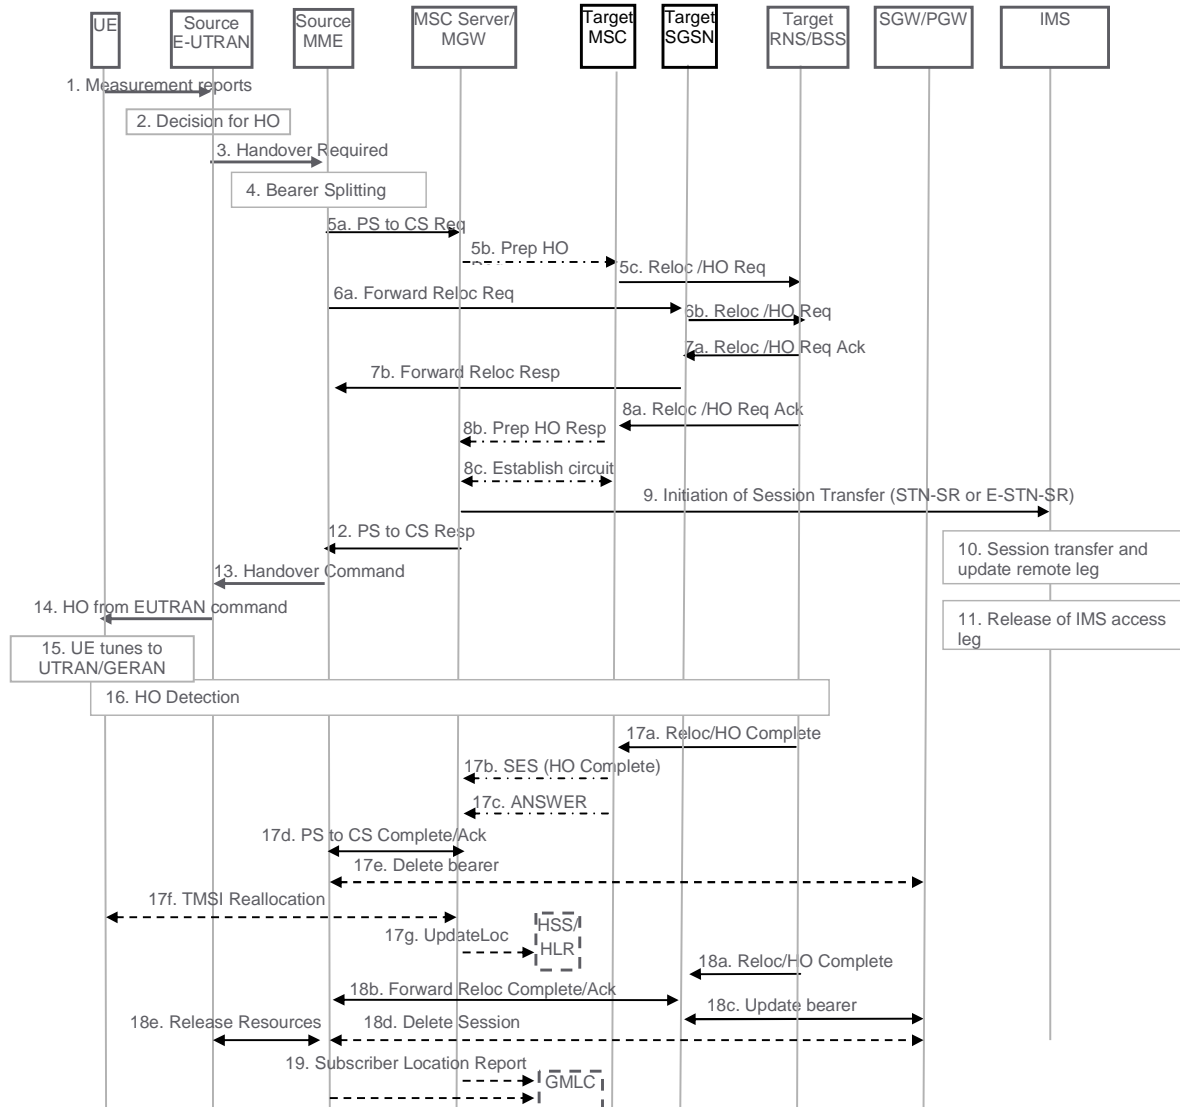 UE
Source
E-UTRAN
Source
MME
MSC Server/
MGW
Target
MSC
Target
SGSN
Target
RNS/BSS
SGW/PGW
IMS
1. Measurement reports
2. Decision for HO
3. Handover Required
4. Bearer Splitting
5a. PS to CS Req
5b. Prep HO
5c. Reloc /HO Req
6a. Forward Reloc Req
6b. Reloc /HO Req
7a. Reloc /HO Req Ack
7b. Forward Reloc Resp
8a. Reloc /HO Req Ack
8b. Prep HO Resp
8c. Establish circuit
9. Initiation of Session Transfer (STN-SR or E-STN-SR)
12. PS to CS Resp
10. Session transfer and
update remote leg
13. Handover Command
14. HO from EUTRAN command
11. Release of IMS access
leg
15. UE tunes to
UTRAN/GERAN
16. HO Detection
17a. Reloc/HO Complete
17b. SES (HO Complete)
17c. ANSWER
17d. PS to CS Complete/Ack
17e. Delete bearer
17f. TMSI Reallocation
HSS/
HLR
17g. UpdateLoc
18a. Reloc/HO Complete
18b. Forward Reloc Complete/Ack
18c. Update bearer
18e. Release Resources
18d. Delete Session
19. Subscriber Location Report
GMLC